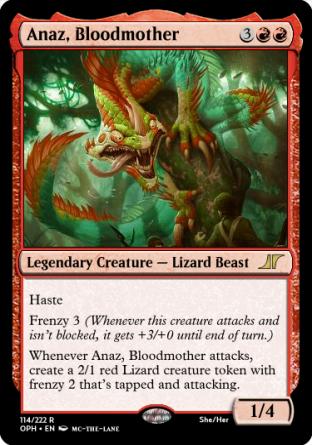 Anaz, Bloodmother 3
Legendary Creature — Lizard Beast
Haste
Frenzy 3 (Whenever this creature attacks and
isn't blocked, it gets +3/+0 until end of turn.)
Whenever Anaz, Bloodmother attacks,
create a 2/1 red Lizard creature token with
frenzy 2 that's tapped and attacking.
1/4
114/222 R
OPH • EN MC-THE-LANE
She/Her